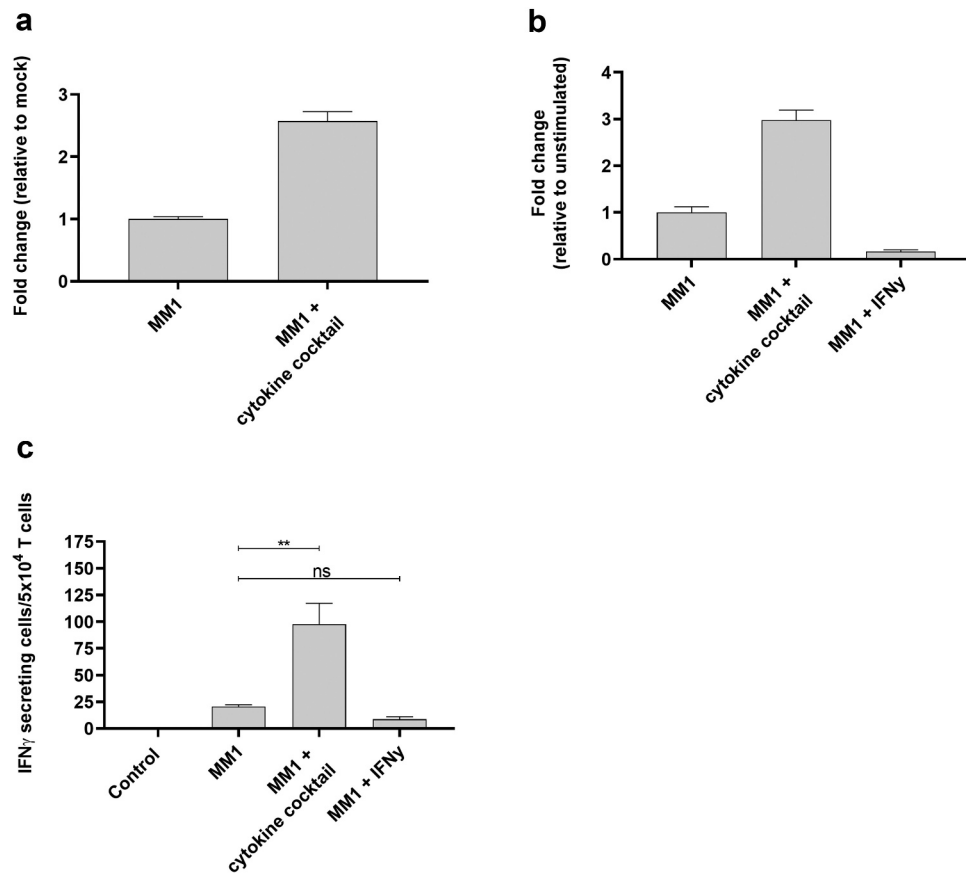 a
Fold change (relative to mock)
3
2
1
0
MM1
MM1 +
cytokine cocktail
b
Fold change
(relative to unstimulated)
4
3
2
1
0
MM1
MM1 +
cytokine cocktail
MM1 + IFNy
c
IFNγ secreting cells/5x10⁴ T cells
175
150
125
100
75
50
25
0
**
ns
Control
MM1
MM1 +
cytokine cocktail
MM1 + IFNy